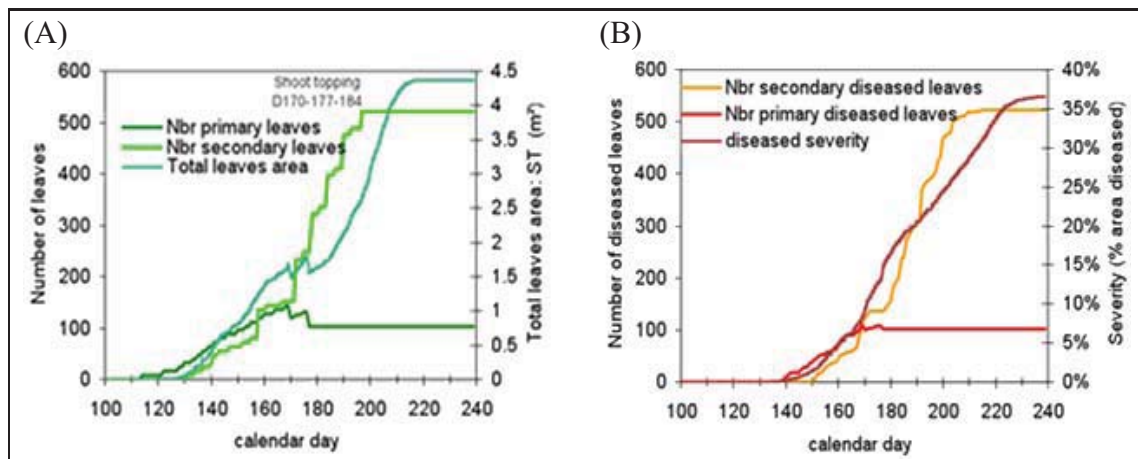 (A)
600
500
400
300
200
100
0
Number of leaves
Shoot topping
D170-177-184
Nbr primary leaves
Nbr secondary leaves
Total leaves area
4.5
4
3.5
3
2.5
2
1.5
1
0.5
0
Total leaves area: ST (m²)
100 120 140 160 180 200 220 240
calendar day
(B)
600
500
400
300
200
100
0
Number of diseased leaves
Nbr secondary diseased leaves
Nbr primary diseased leaves
diseased severity
40%
35%
30%
25%
20%
15%
10%
5%
0%
Severity (% area diseased)
100 120 140 160 180 200 220 240
calendar day